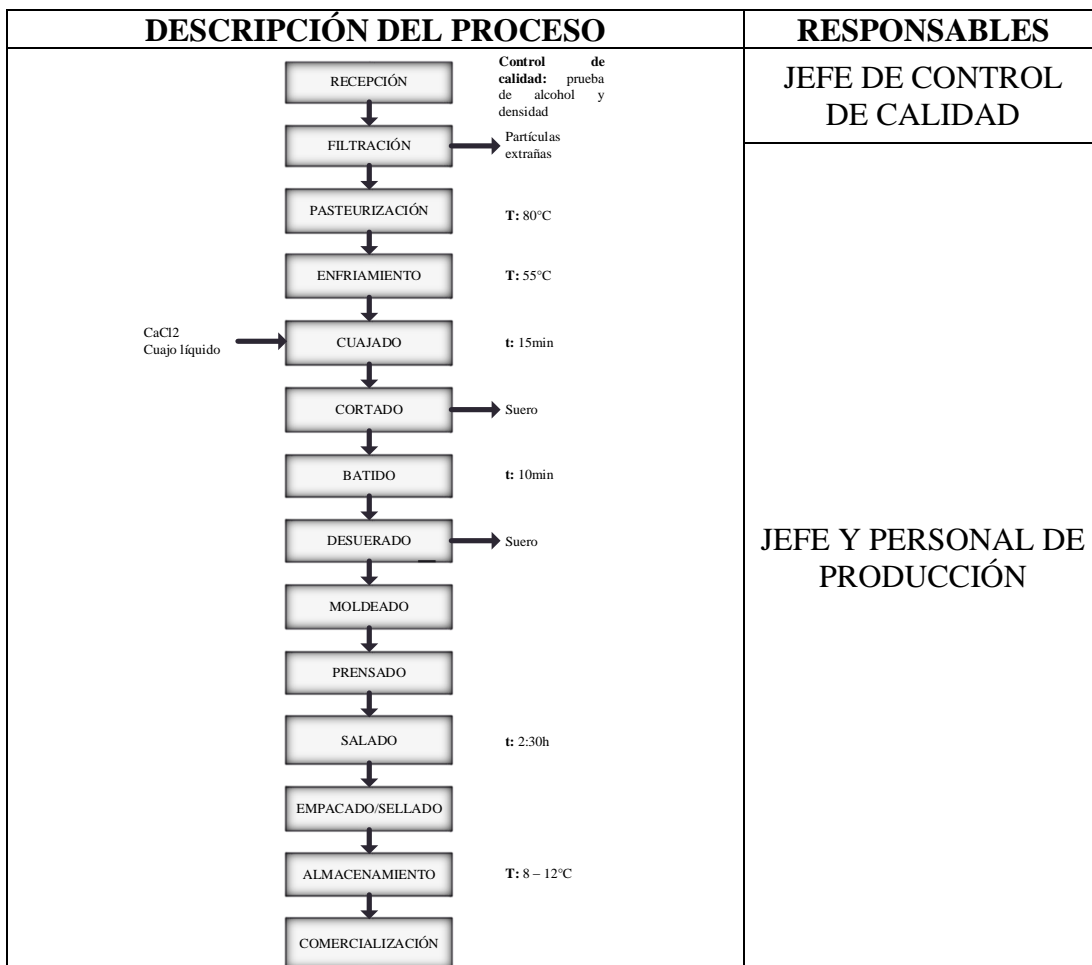 DESCRIPCIÓN DEL PROCESO
RESPONSABLES
RECEPCIÓN
Control de
calidad: prueba
de alcohol y
densidad
JEFE DE CONTROL
DE CALIDAD
FILTRACIÓN
Partículas
extrañas
PASTEURIZACIÓN
T: 80°C
ENFRIAMIENTO
T: 55°C
CaCl2
Cuajo líquido
CUAJADO
t: 15min
CORTADO
Suero
BATIDO
t: 10min
DESUERADO
Suero
JEFE Y PERSONAL DE
PRODUCCIÓN
MOLDEADO
PRENSADO
SALADO
t: 2:30h
EMPACADO/SELLADO
ALMACENAMIENTO
T: 8 – 12°C
COMERCIALIZACIÓN